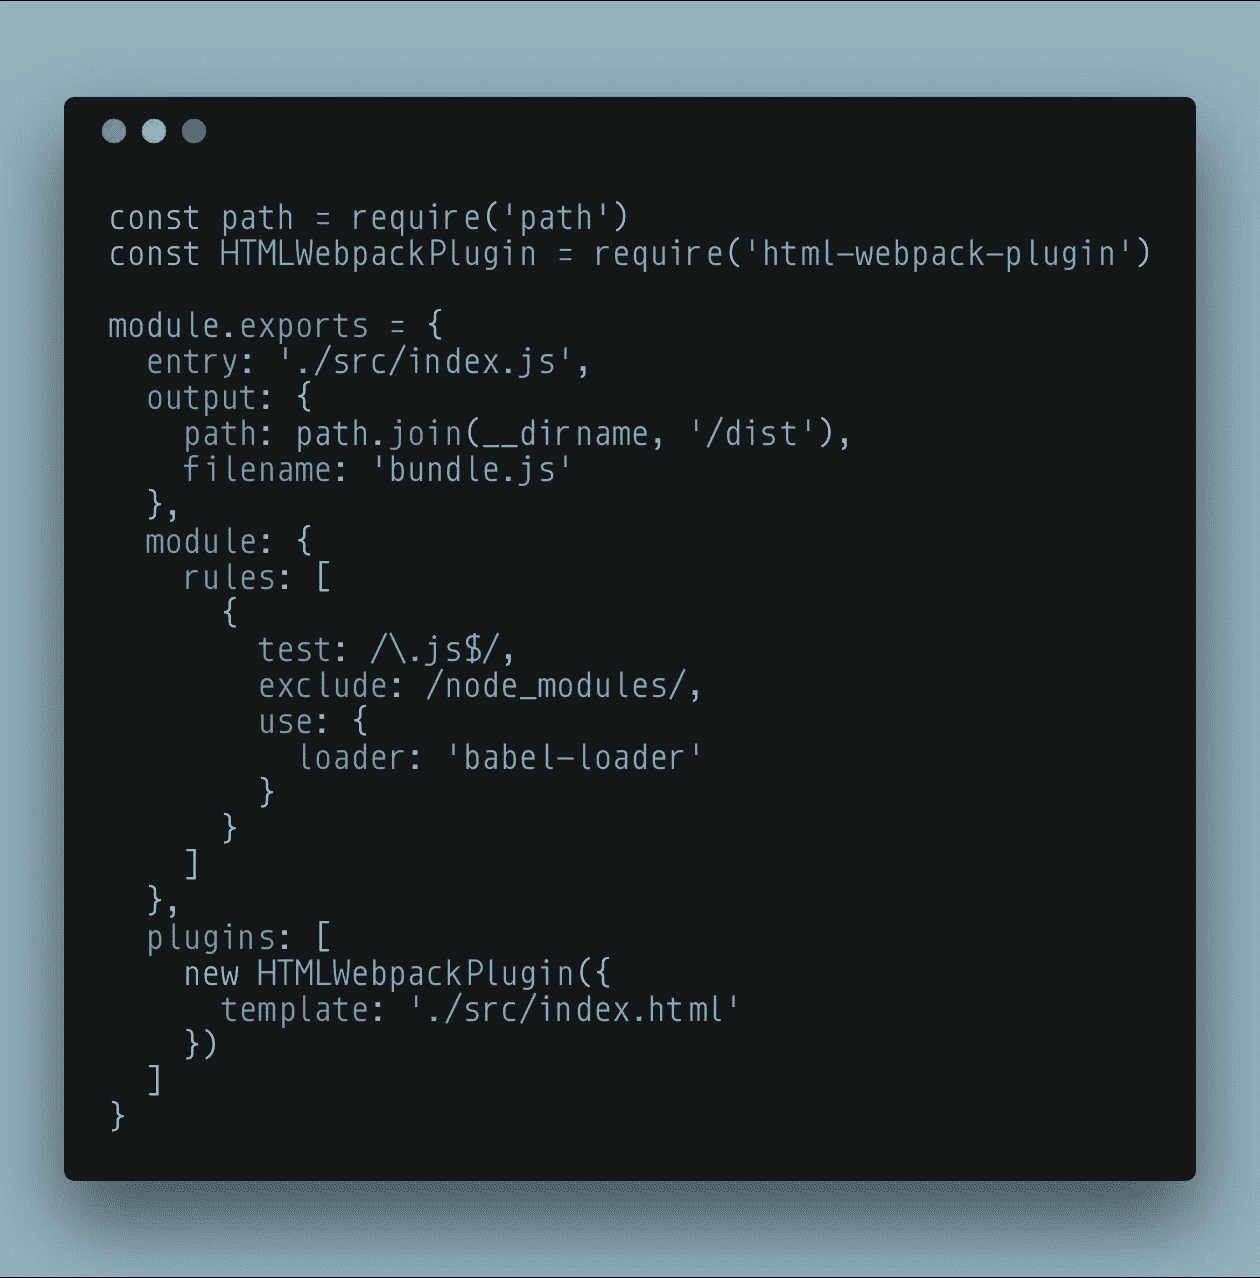 const path = require('path')
const HTMLWebpackPlugin = require('html-webpack-plugin')

module.exports = {
  entry: './src/index.js',
  output: {
    path: path.join(__dirname, '/dist'),
    filename: 'bundle.js'
  },
  module: {
    rules: [
      {
        test: /\.js$/,
        exclude: /node_modules/,
        use: {
          loader: 'babel-loader'
        }
      }
    ]
  },
  plugins: [
    new HTMLWebpackPlugin({
      template: './src/index.html'
    })
  ]
}